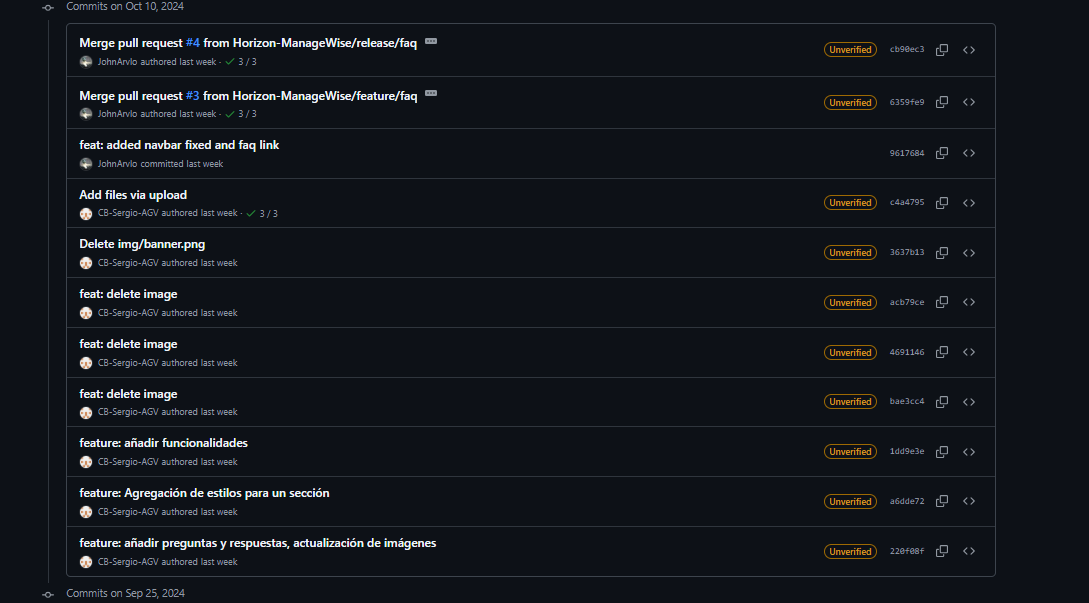 Commits on Oct 10, 2024
Merge pull request #4 from Horizon-ManageWise/release/faq
Unverified cb90ec3
JohnArvlo authored last week · 3 / 3
Merge pull request #3 from Horizon-ManageWise/feature/faq
Unverified 6359fe9
JohnArvlo authored last week · 3 / 3
feat: added navbar fixed and faq link
9617684
JohnArvlo committed last week
Add files via upload
Unverified c4a4795
CB-Sergio-AGV authored last week · 3 / 3
Delete img/banner.png
Unverified 3637b13
CB-Sergio-AGV authored last week
feat: delete image
Unverified acb79ce
CB-Sergio-AGV authored last week
feat: delete image
Unverified 4691146
CB-Sergio-AGV authored last week
feat: delete image
Unverified bae3cc4
CB-Sergio-AGV authored last week
feature: añadir funcionalidades
Unverified 1dd9e3e
CB-Sergio-AGV authored last week
feature: Agregación de estilos para un sección
Unverified a6dde72
CB-Sergio-AGV authored last week
feature: añadir preguntas y respuestas, actualización de imágenes
Unverified 220f08f
CB-Sergio-AGV authored last week
Commits on Sep 25, 2024